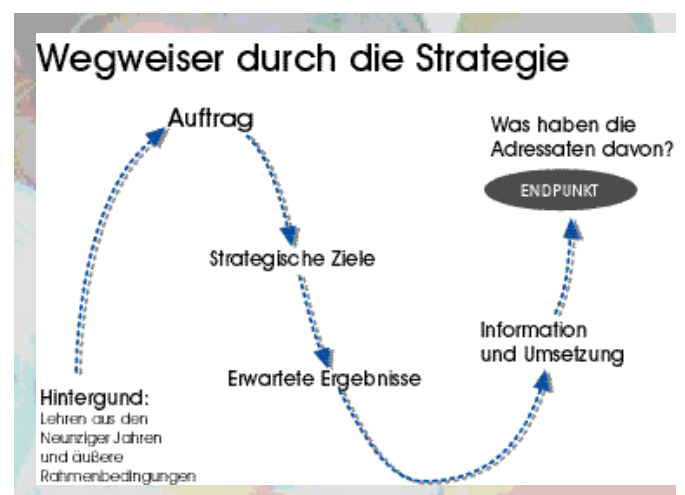 Wegweiser durch die Strategie
Auftrag
Was haben die
Adressaten davon?
ENDPUNKT
Strategische Ziele
Information
und Umsetzung
Erwartete Ergebnisse
Hintergund:
Lehren aus den
Neunziger Jahren
und äußere
Rahmenbedingungen